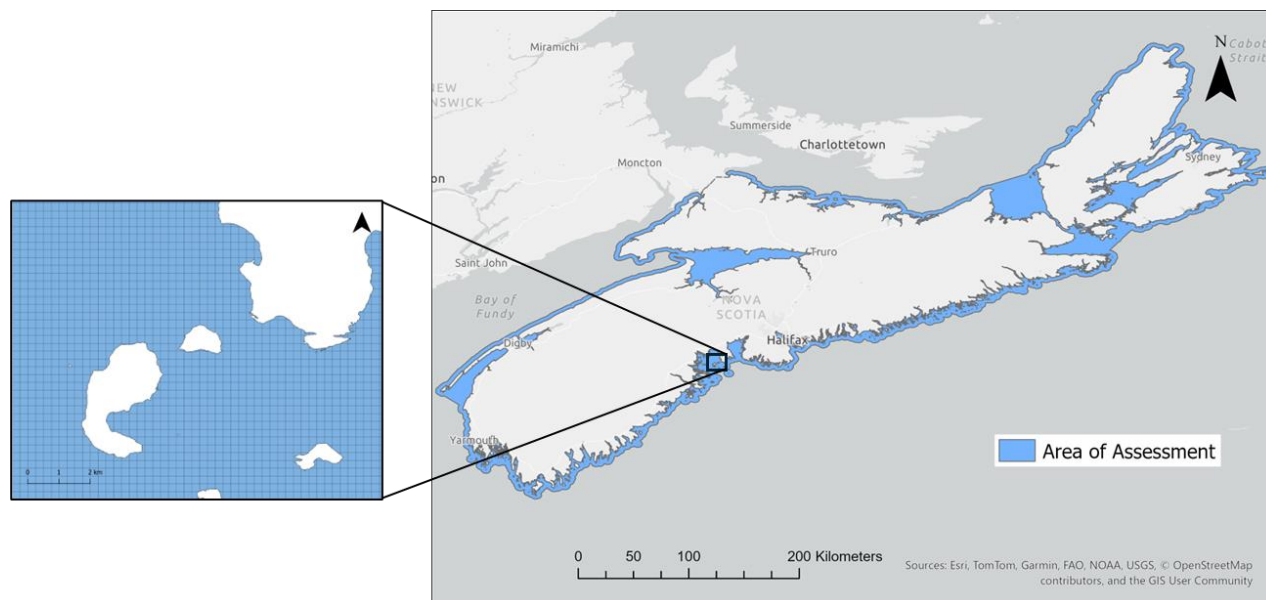 Miramichi
NEW
NSWICK
Summerside
Charlottetown
Moncton
on
N
Cabot
Strait
Sydney
Saint John
Truro
Bay of
Fundy
NOVA
SCOTIA
Digby
Halifax
Yarmouth
Area of Assessment
0 1 2 km
0 50 100 200 Kilometers
Sources: Esri, TomTom, Garmin, FAO, NOAA, USGS, © OpenStreetMap
contributors, and the GIS User Community